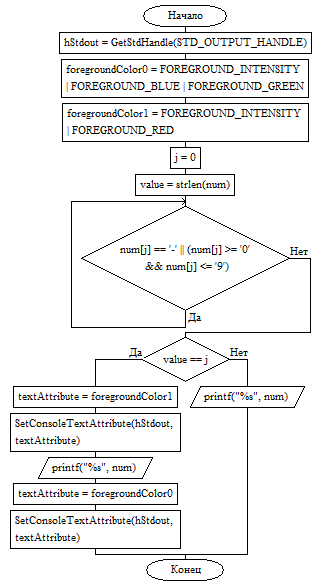 Начало
hStdout = GetStdHandle(STD_OUTPUT_HANDLE)
foregroundColor0 = FOREGROUND_INTENSITY
| FOREGROUND_BLUE | FOREGROUND_GREEN
foregroundColor1 = FOREGROUND_INTENSITY
| FOREGROUND_RED
j = 0
value = strlen(num)
num[j] == '-' || (num[j] >= '0'
&& num[j] <= '9')
Нет
Да
Да
value == j
Нет
textAttribute = foregroundColor1
printf("%s", num)
SetConsoleTextAttribute(hStdout,
textAttribute)
printf("%s", num)
textAttribute = foregroundColor0
SetConsoleTextAttribute(hStdout,
textAttribute)
Конец